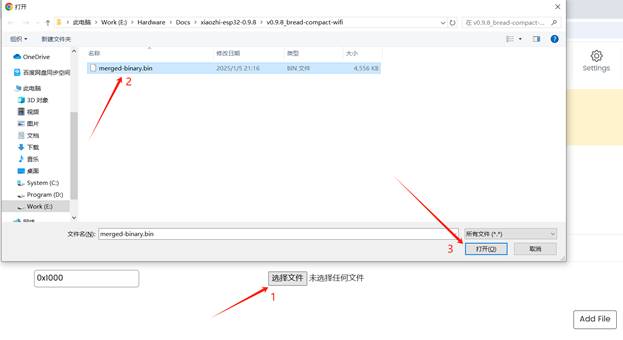 打开
此电脑 > Work (E:) > Hardware > Docs > xiaozhi-esp32-0.9.8 > v0.9.8_bread-compact-wifi
在 v0.9.8_bread-compact-...
组织 新建文件夹
名称 修改日期 类型 大小
OneDrive
百度网盘同步空间
此电脑
3D 对象
视频
图片
文档
下载
音乐
桌面
System (C:)
Program (D:)
Work (E:)
网络
merged-binary.bin 2025/1/5 21:16 BIN 文件 4,556 KB
2
文件名(N): merged-binary.bin 所有文件 (*.*)
3 打开(O) 取消
Settings
0x1000 选择文件 未选择任何文件
1
Add File